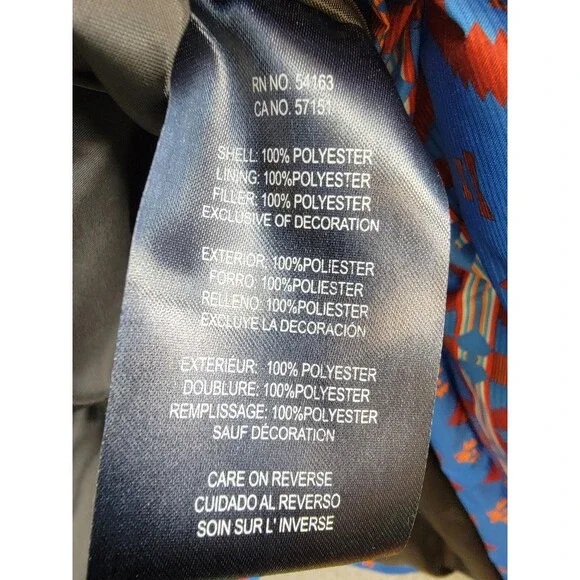 RN NO. 54163
CA NO. 57151
SHELL: 100% POLYESTER
LINING: 100%POLYESTER
FILLER: 100% POLYESTER
EXCLUSIVE OF DECORATION
EXTERIOR: 100%POLIESTER
FORRO: 100%POLIESTER
RELLENO: 100%POLIESTER
EXCLUYE LA DECORACIÓN
EXTERIEUR: 100% POLYESTER
DOUBLURE: 100% POLYESTER
REMPLISSAGE: 100%POLYESTER
SAUF DÉCORATION
CARE ON REVERSE
CUIDADO AL REVERSO
SOIN SUR L' INVERSE